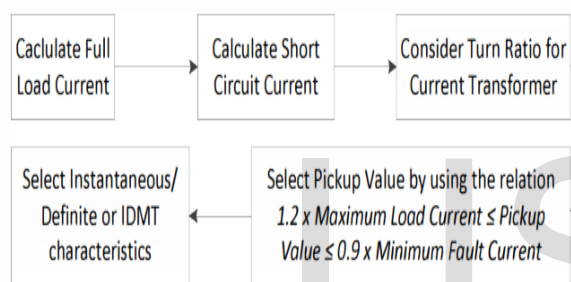 Caclulate Full
Load Current
Calculate Short
Circuit Current
Consider Turn Ratio for
Current Transformer
Select Pickup Value by using the relation
1.2 x Maximum Load Current ≤ Pickup
Value ≤ 0.9 x Minimum Fault Current
Select Instantaneous/
Definite or IDMT
characteristics